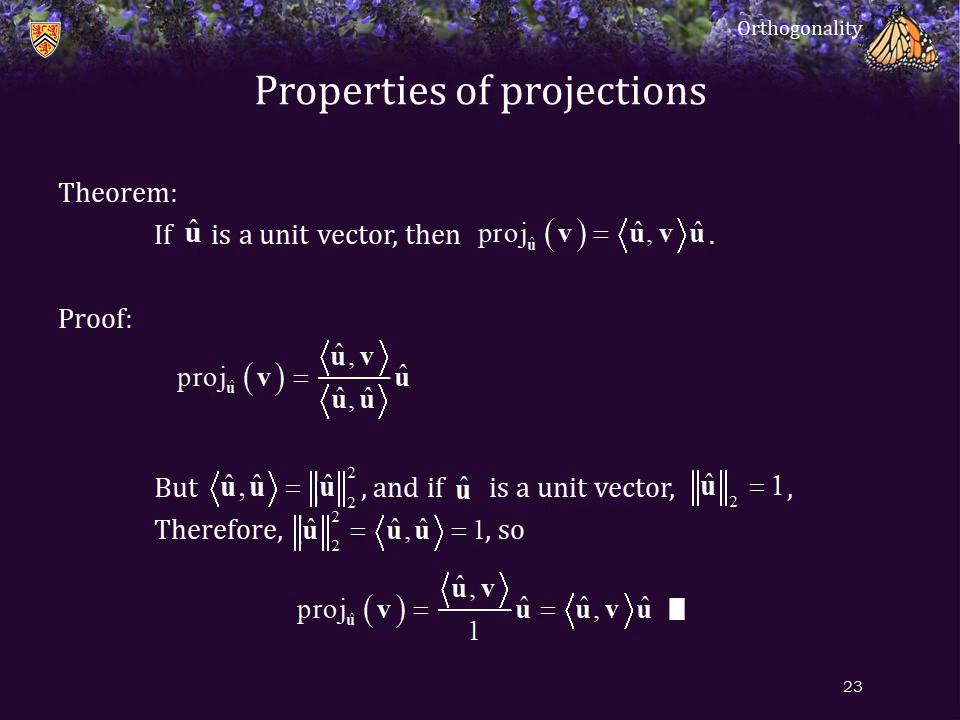 Orthogonality
Properties of projections
Theorem:
If û is a unit vector, then proj_û (v) = ⟨û, v⟩û .
Proof:
proj_û (v) = ⟨û, v⟩ / ⟨û, û⟩ û
But ⟨û, û⟩ = ‖û‖₂² , and if û is a unit vector, ‖û‖₂ = 1 ,
Therefore, ‖û‖₂² = ⟨û, û⟩ = 1, so
proj_û (v) = ⟨û, v⟩ / 1 û = ⟨û, v⟩û ■
23